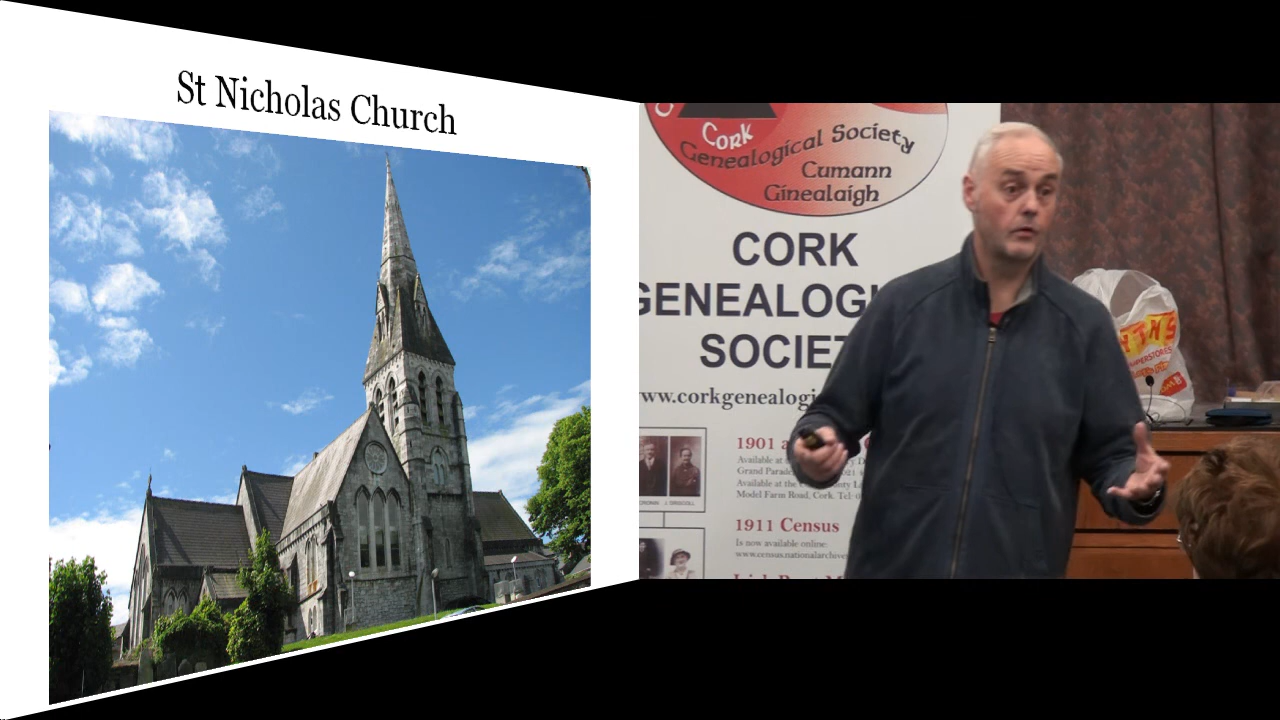 St Nicholas Church
Cork
Genealogical Society
Cumann
Ginealaigh
CORK
GENEALOGI
SOCIET
www.corkgenealogi
1901 a
Available at
Grand Parade
Available at the
Model Farm Road, Cork. Tel
1911 Census
Is now available online:
www.census.nationalarchive